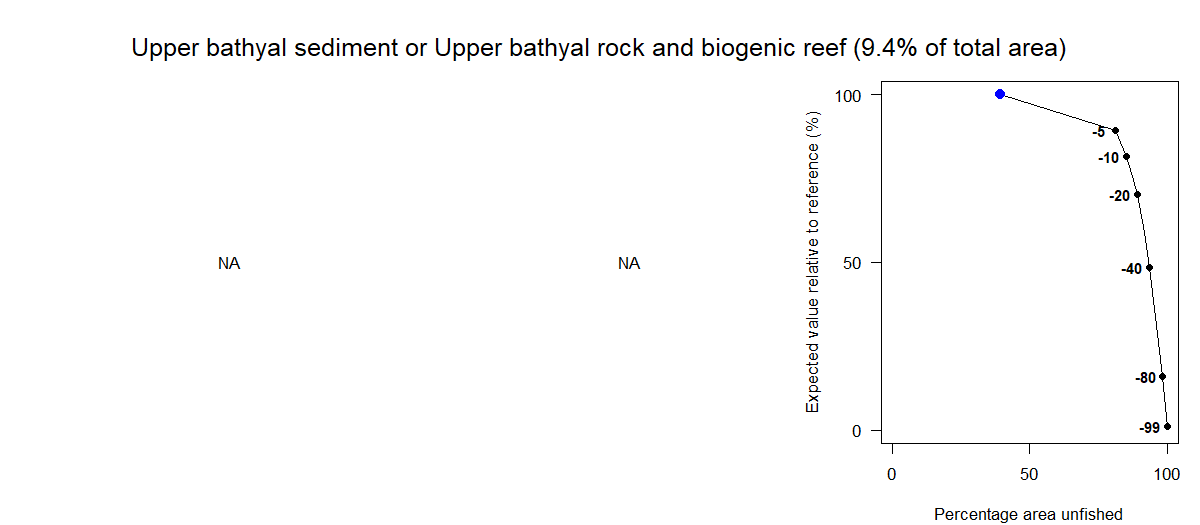 Upper bathyal sediment or Upper bathyal rock and biogenic reef (9.4% of total area)
NA
NA
Expected value relative to reference (%)
100
50
0
-5
-10
-20
-40
-80
-99
0
50
100
Percentage area unfished